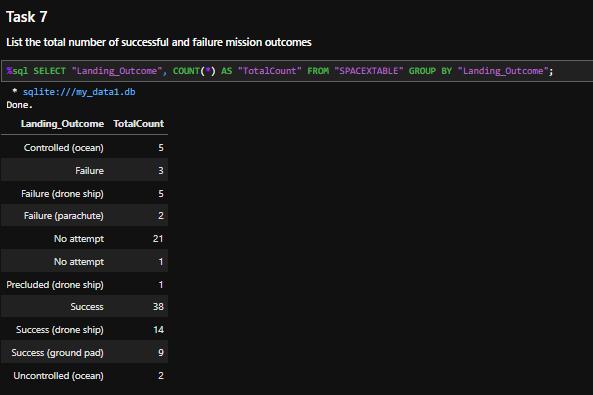 Task 7
List the total number of successful and failure mission outcomes
%sql SELECT "Landing_Outcome", COUNT(*) AS "TotalCount" FROM "SPACEXTABLE" GROUP BY "Landing_Outcome";
* sqlite:///my_data1.db
Done.
Landing_Outcome TotalCount
Controlled (ocean) 5
Failure 3
Failure (drone ship) 5
Failure (parachute) 2
No attempt 21
No attempt 1
Precluded (drone ship) 1
Success 38
Success (drone ship) 14
Success (ground pad) 9
Uncontrolled (ocean) 2